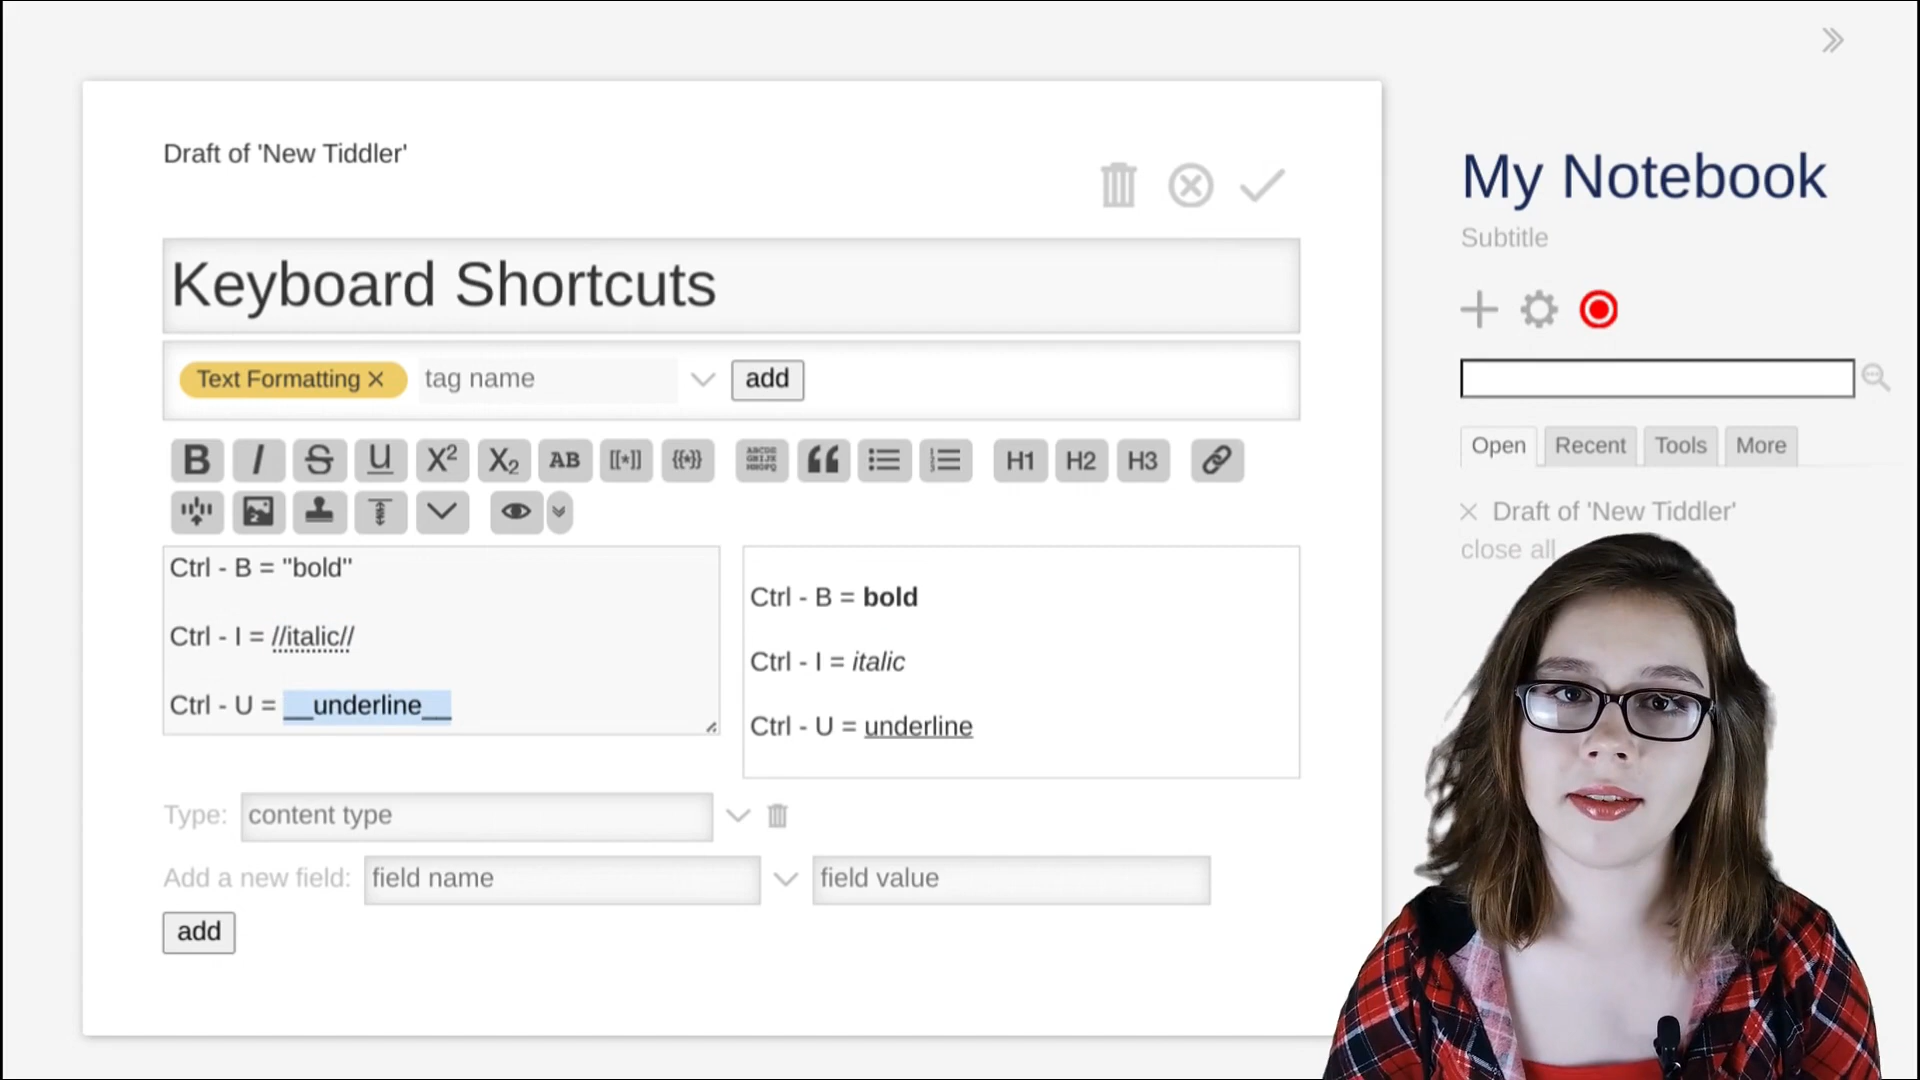 Draft of 'New Tiddler'
Keyboard Shortcuts
Text Formatting × tag name add
B I S U X² X₂ AB [[*]] {{*}} H1 H2 H3
Ctrl - B = ''bold''
Ctrl - I = //italic//
Ctrl - U = __underline__
Ctrl - B = bold
Ctrl - I = italic
Ctrl - U = underline
Type: content type
Add a new field: field name field value
add
My Notebook
Subtitle
Open Recent Tools More
× Draft of 'New Tiddler'
close all